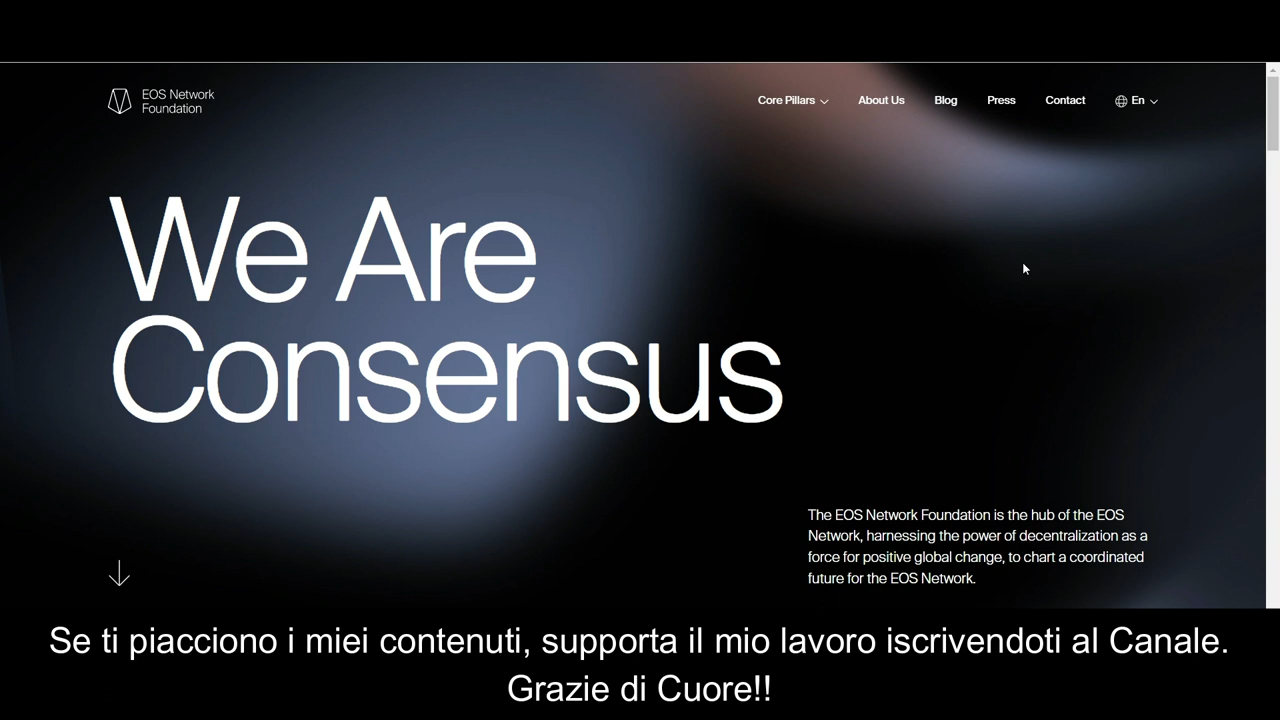 EOS Network
Foundation
Core Pillars
About Us
Blog
Press
Contact
En
We Are
Consensus
The EOS Network Foundation is the hub of the EOS
Network, harnessing the power of decentralization as a
force for positive global change, to chart a coordinated
future for the EOS Network.
Se ti piacciono i miei contenuti, supporta il mio lavoro iscrivendoti al Canale.
Grazie di Cuore!!